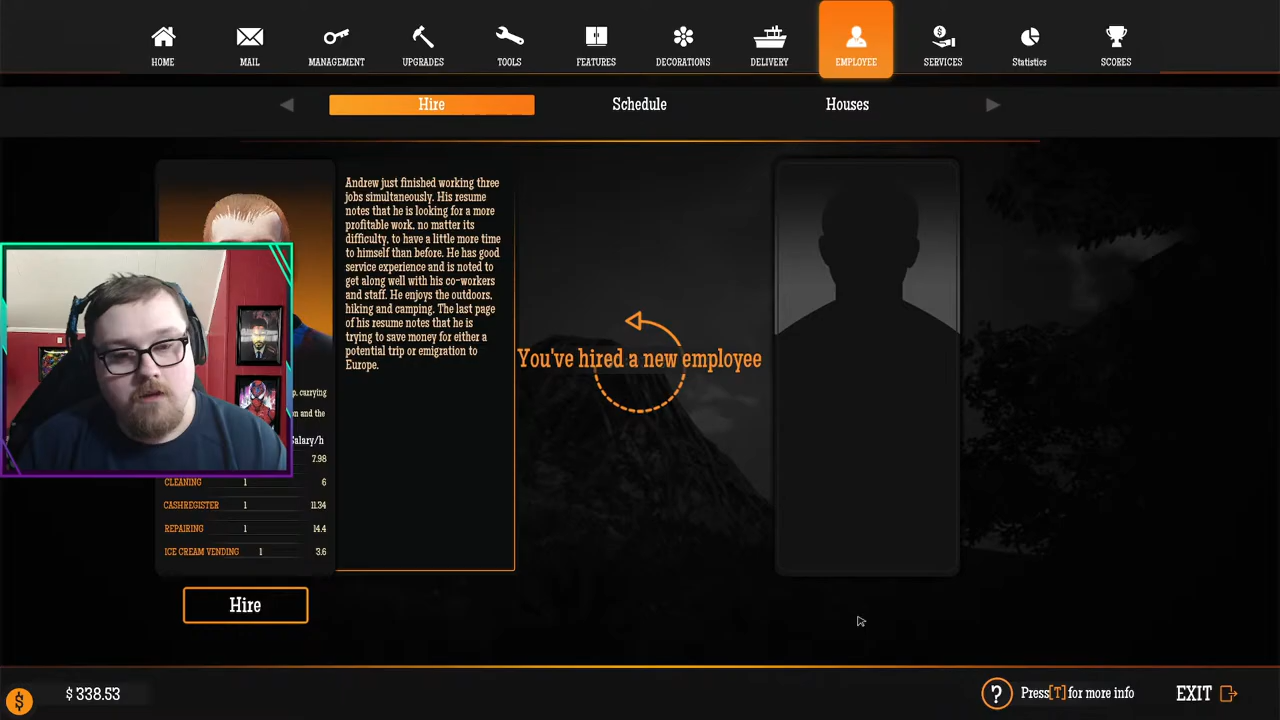 HOME
MAIL
MANAGEMENT
UPGRADES
TOOLS
FEATURES
DECORATIONS
DELIVERY
EMPLOYEE
SERVICES
Statistics
SCORES
Hire
Schedule
Houses
Andrew just finished working three
jobs simultaneously. His resume
notes that he is looking for a more
profitable work, no matter its
difficulty, to have a little more time
to himself than before. He has good
service experience and is noted to
get along well with his co-workers
and staff. He enjoys the outdoors,
hiking and camping. The last page
of his resume notes that he is
trying to save money for either a
potential trip or emigration to
Europe.
You've hired a new employee
currying
and the
Salary/h
7.98
CLEANING 1 6
CASHREGISTER 1 11.34
REPAIRING 1 14.4
ICE CREAM VENDING 1 3.6
Hire
$ 338.53
? Press[T] for more info
EXIT